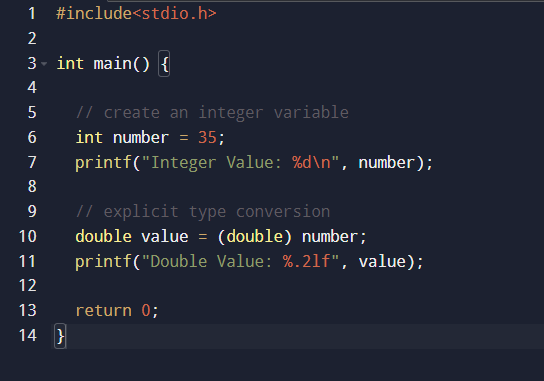 1 #include<stdio.h>
2
3 int main() {
4
5 // create an integer variable
6 int number = 35;
7 printf("Integer Value: %d\n", number);
8
9 // explicit type conversion
10 double value = (double) number;
11 printf("Double Value: %.2lf", value);
12
13 return 0;
14 }